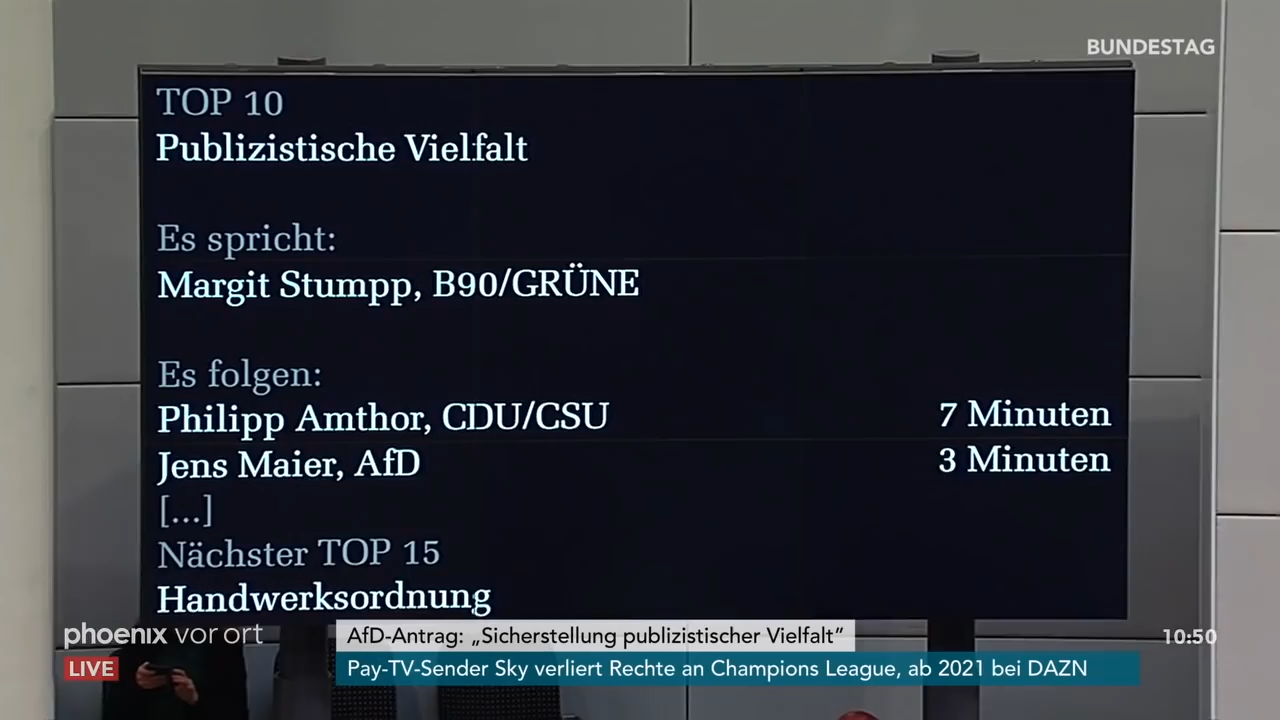 BUNDESTAG
TOP 10
Publizistische Vielfalt
Es spricht:
Margit Stumpp, B90/GRÜNE
Es folgen:
Philipp Amthor, CDU/CSU 7 Minuten
Jens Maier, AfD 3 Minuten
[...]
Nächster TOP 15
Handwerksordnung
phoenix vor ort
AfD-Antrag: „Sicherstellung publizistischer Vielfalt“
10:50
LIVE
Pay-TV-Sender Sky verliert Rechte an Champions League, ab 2021 bei DAZN